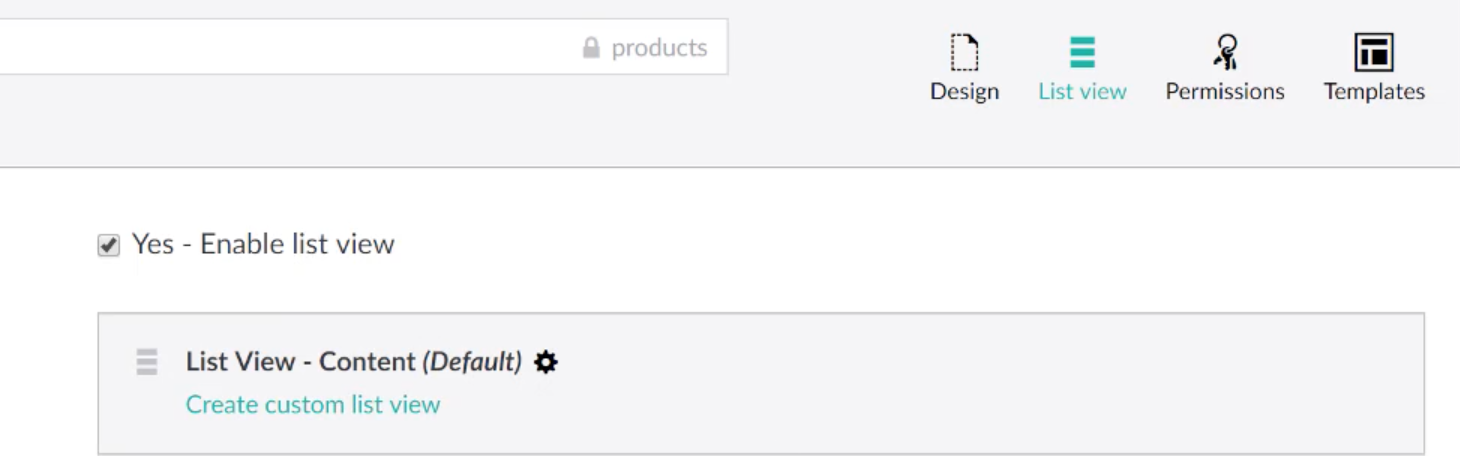 products
Design
List view
Permissions
Templates
Yes - Enable list view
List View - Content (Default)
Create custom list view